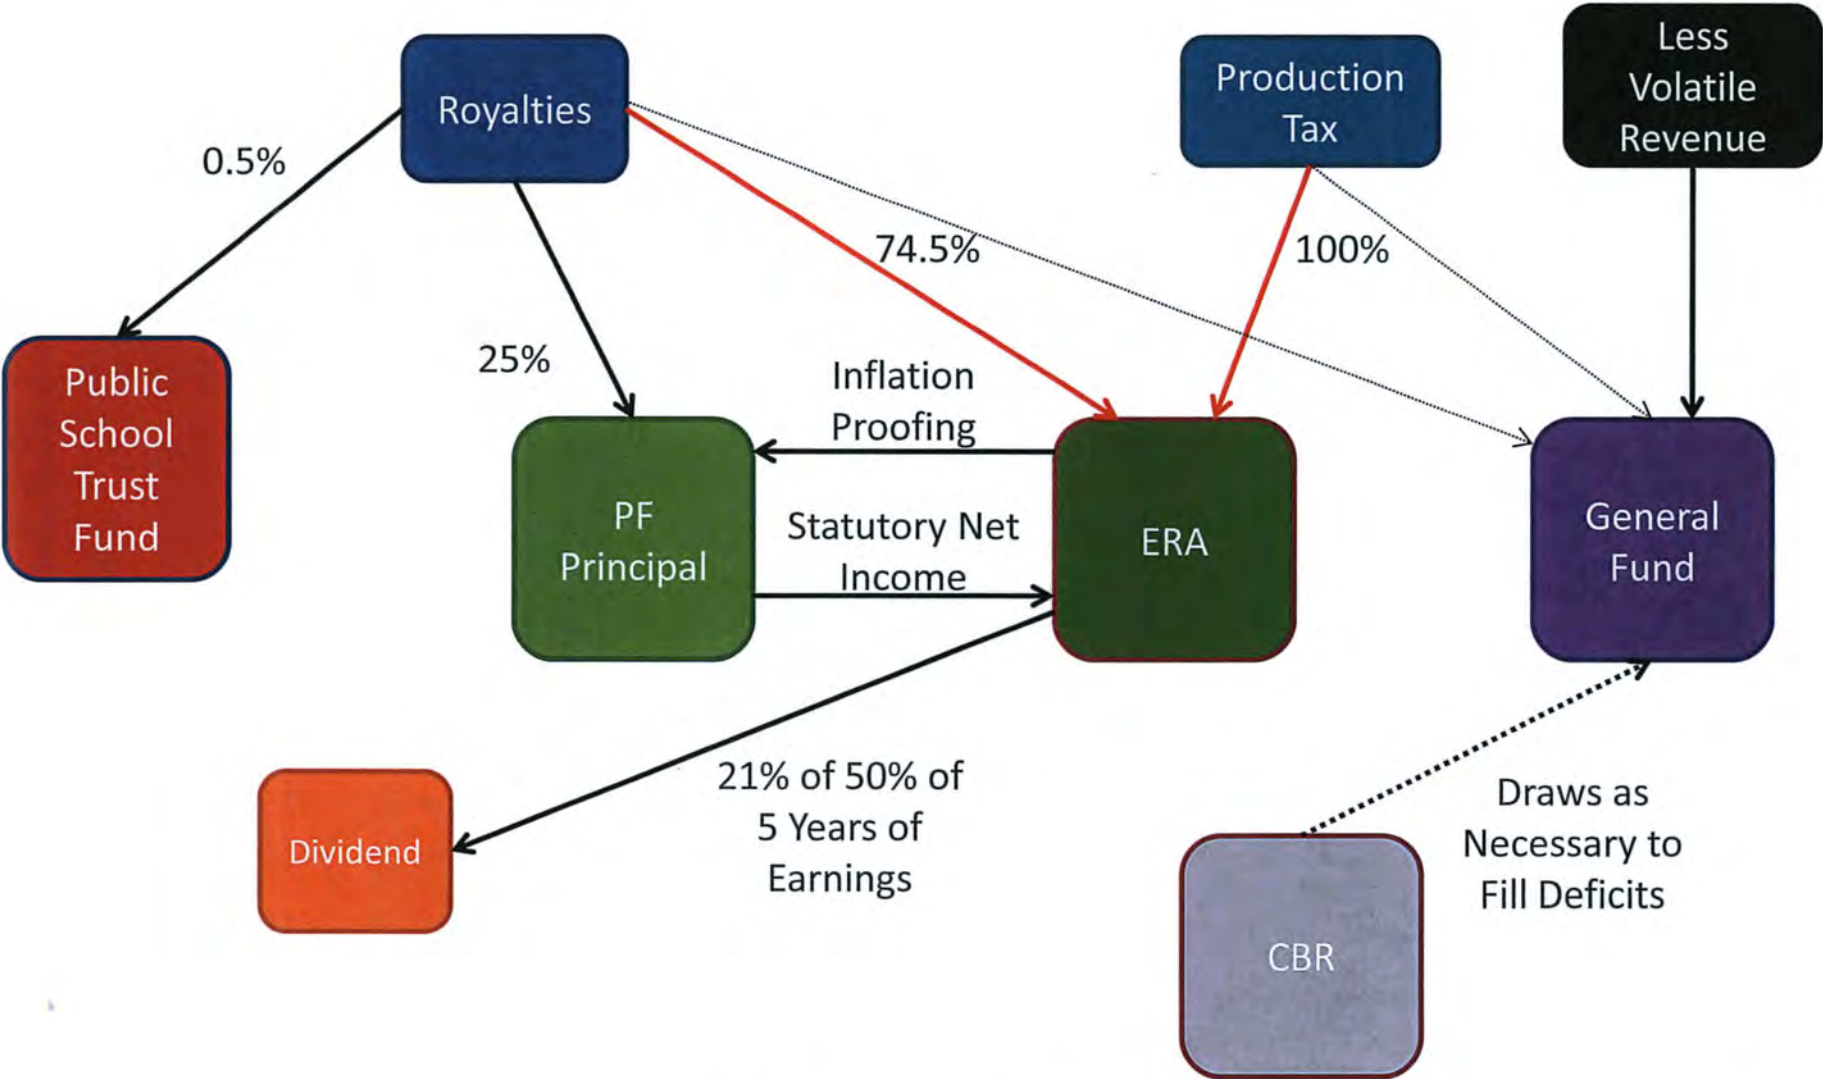 Royalties
Production
Tax
Less
Volatile
Revenue
0.5%
74.5%
100%
25%
Public
School
Trust
Fund
Inflation
Proofing
PF
Principal
Statutory Net
Income
ERA
General
Fund
21% of 50% of
5 Years of
Earnings
Dividend
Draws as
Necessary to
Fill Deficits
CBR